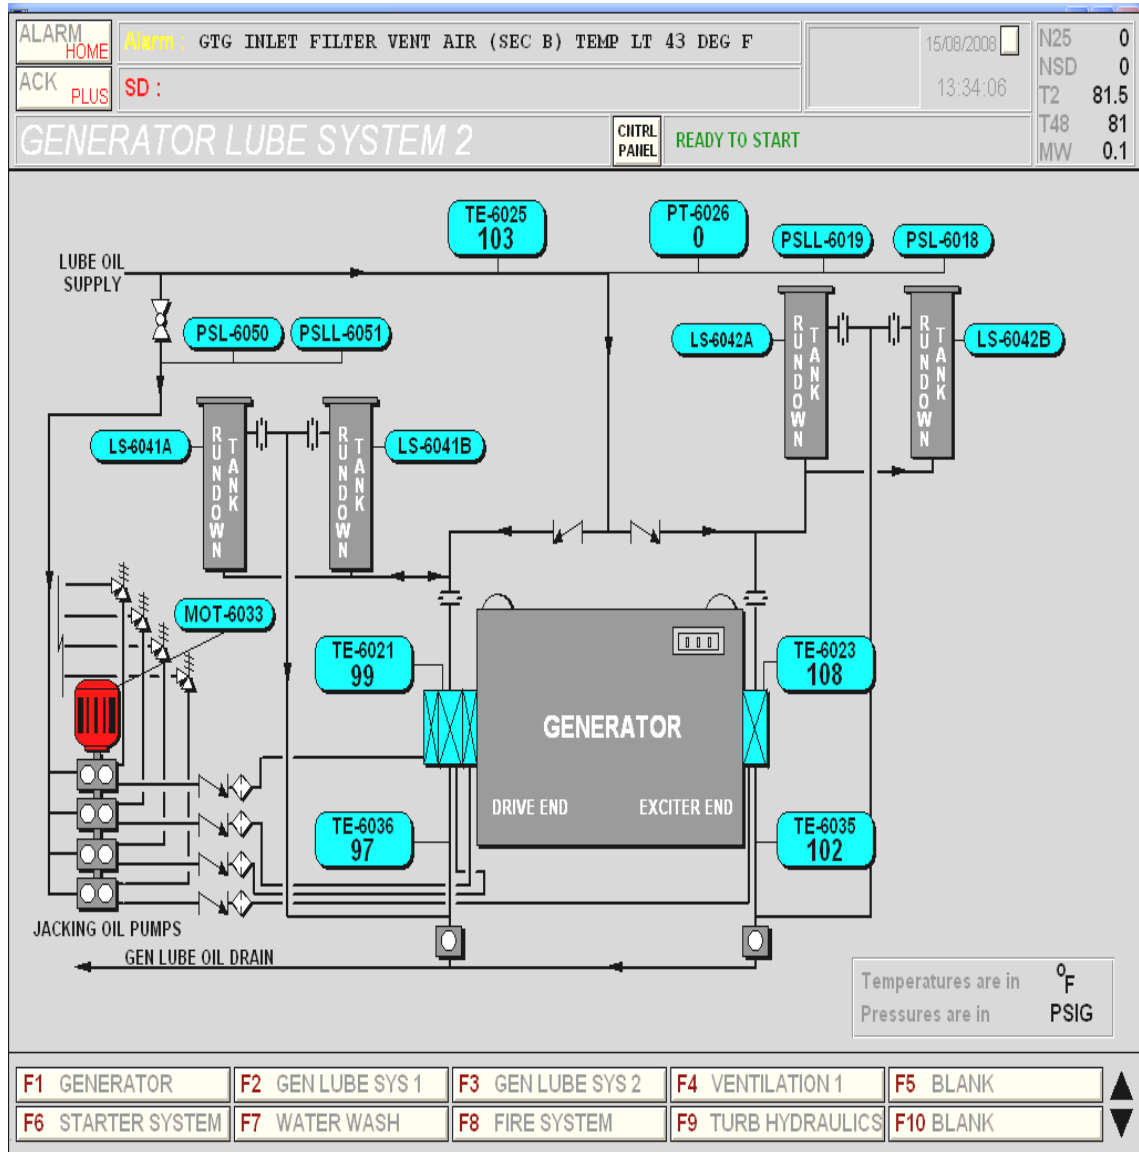 ALARM
HOME
Alarm : GTG INLET FILTER VENT AIR (SEC B) TEMP LT 43 DEG F
15/08/2008
ACK
PLUS
SD :
13:34:06
N25 0
NSD 0
T2 81.5
T48 81
MW 0.1
GENERATOR LUBE SYSTEM 2
CNTRL
PANEL
READY TO START
TE-6025
103
PT-6026
0
PSLL-6019
PSL-6018
LUBE OIL
SUPPLY
PSL-6050
PSLL-6051
LS-6042A
RUNDOWN
TANK
RUNDOWN
TANK
LS-6042B
LS-6041A
RUNDOWN
TANK
RUNDOWN
TANK
LS-6041B
MOT-6033
TE-6021
99
TE-6023
108
GENERATOR
DRIVE END
EXCITER END
TE-6036
97
TE-6035
102
JACKING OIL PUMPS
GEN LUBE OIL DRAIN
Temperatures are in °F
Pressures are in PSIG
F1 GENERATOR
F2 GEN LUBE SYS 1
F3 GEN LUBE SYS 2
F4 VENTILATION 1
F5 BLANK
F6 STARTER SYSTEM
F7 WATER WASH
F8 FIRE SYSTEM
F9 TURB HYDRAULICS
F10 BLANK